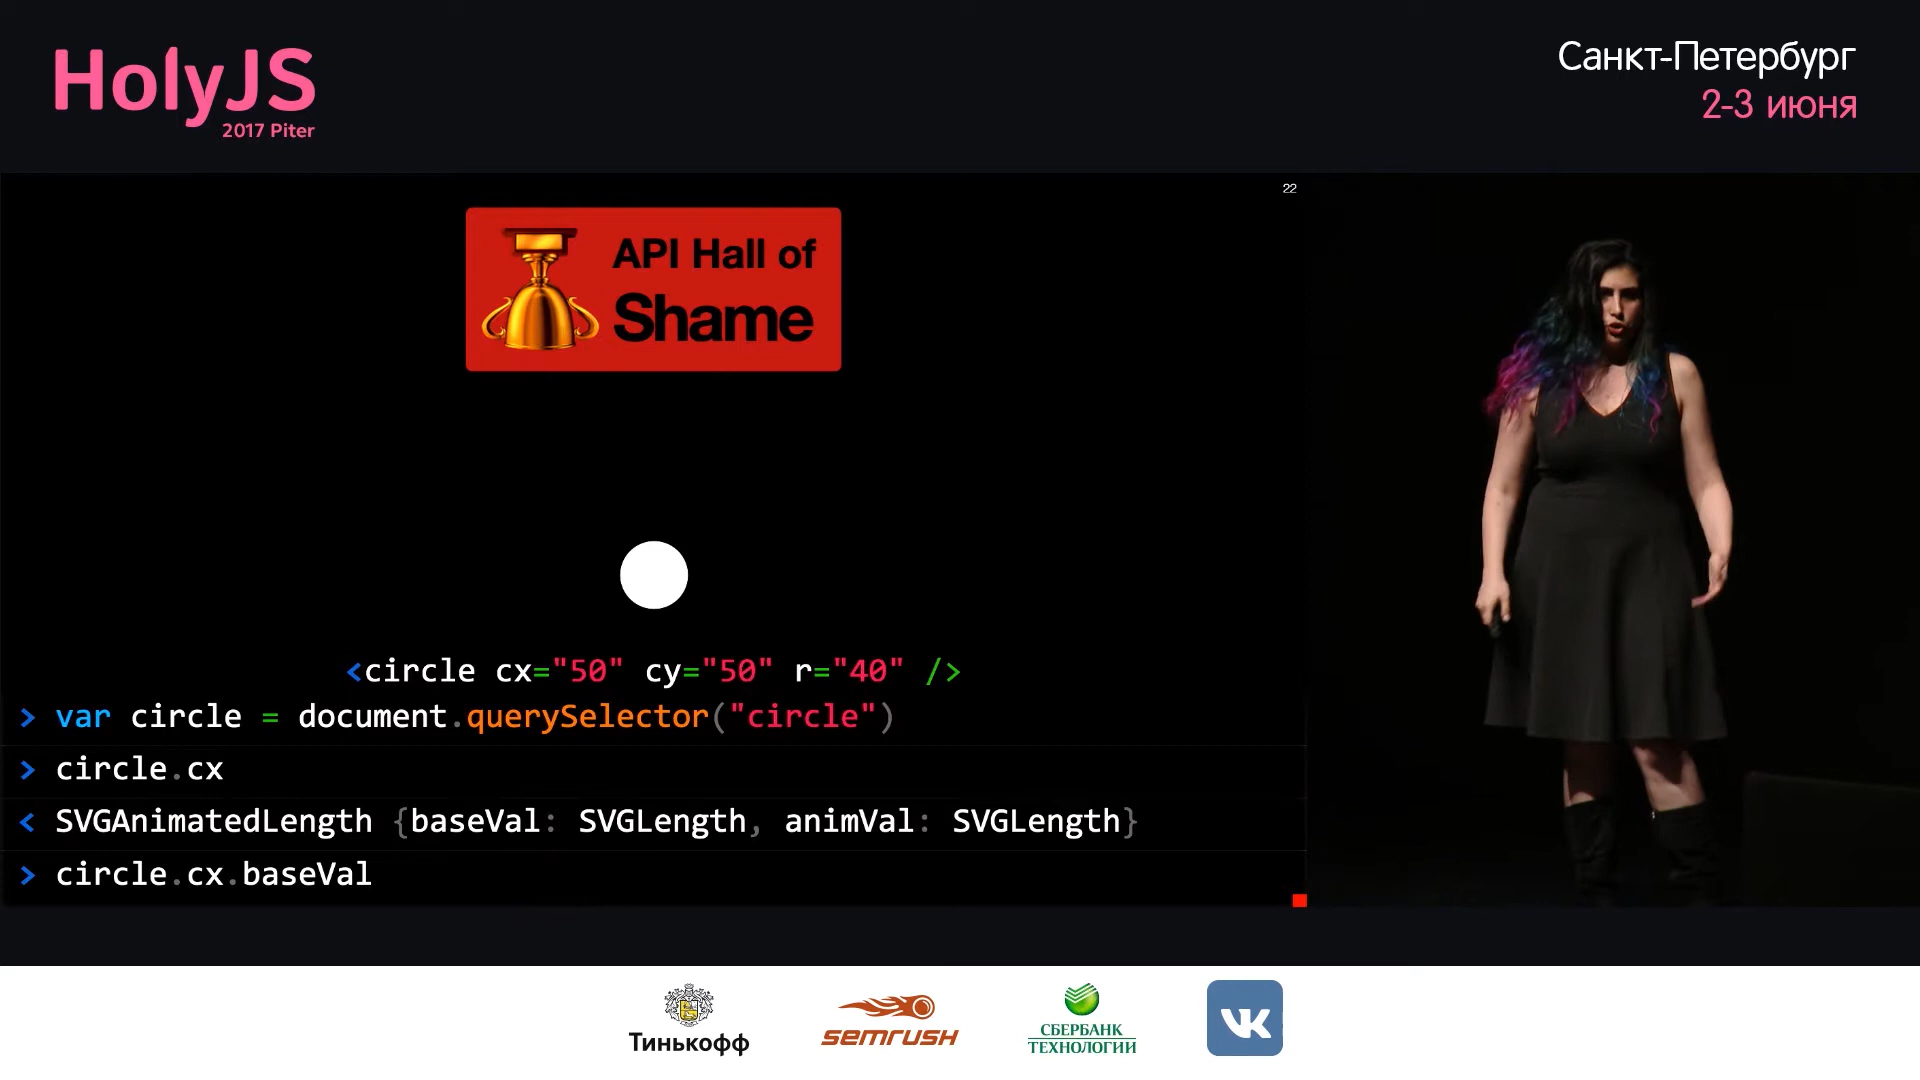 HolyJS
2017 Piter
Санкт-Петербург
2-3 июня
22
API Hall of
Shame
<circle cx="50" cy="50" r="40" />
> var circle = document.querySelector("circle")
> circle.cx
< SVGAnimatedLength {baseVal: SVGLength, animVal: SVGLength}
> circle.cx.baseVal
Тинькофф
semrush
СБЕРБАНК
ТЕХНОЛОГИИ
VK